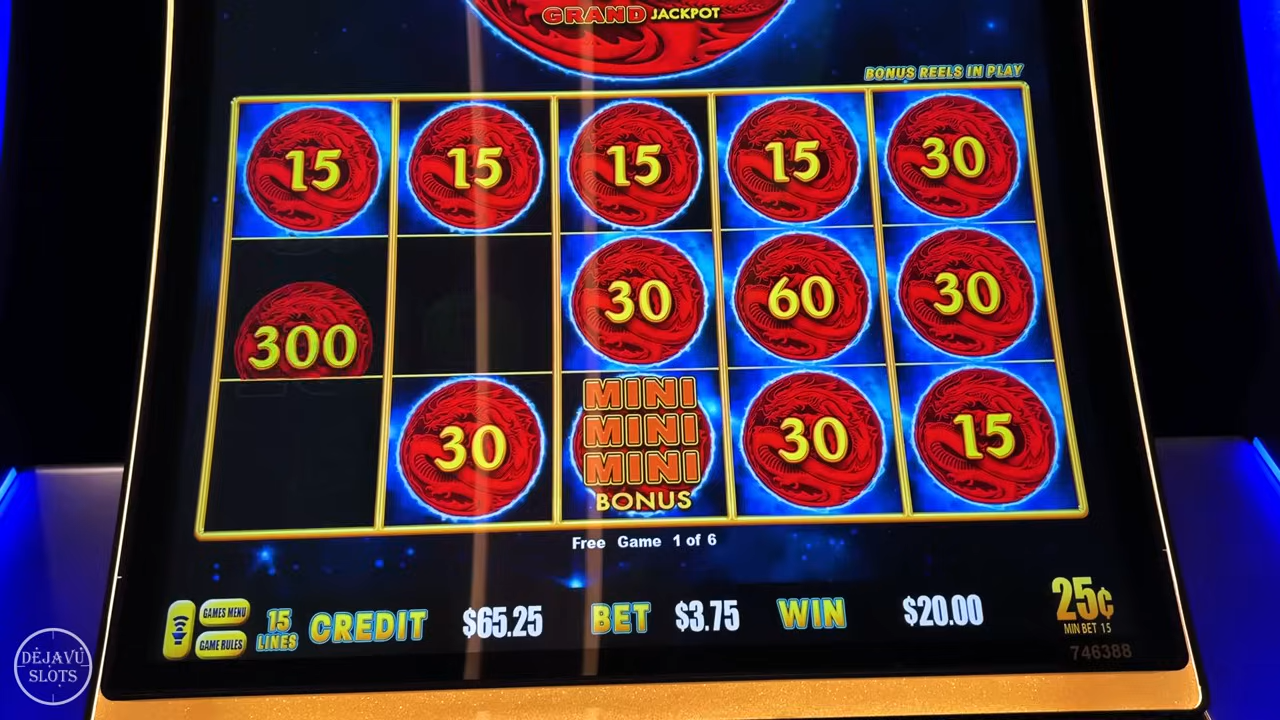 GRAND JACKPOT
BONUS REELS IN PLAY
15 15 15 15 30
300 30 60 30
30 MINI 30 15
MINI
MINI
BONUS
Free Game 1 of 6
GAMES MENU
GAME RULES
15
LINES
CREDIT $65.25 BET $3.75 WIN $20.00
25¢
MIN BET 15
746388
DÉJAVÚ
SLOTS